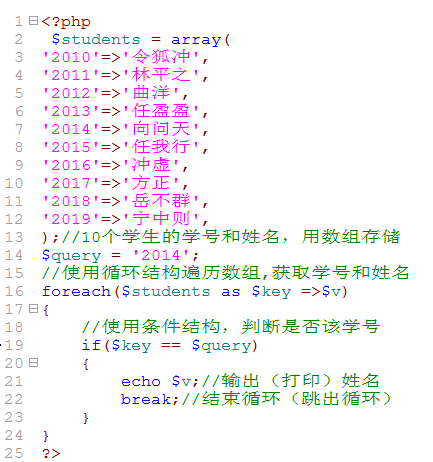 1 <?php
2 $students = array(
3 '2010'=>'令狐冲',
4 '2011'=>'林平之',
5 '2012'=>'曲洋',
6 '2013'=>'任盈盈',
7 '2014'=>'向问天',
8 '2015'=>'任我行',
9 '2016'=>'冲虚',
10 '2017'=>'方正',
11 '2018'=>'岳不群',
12 '2019'=>'宁中则',
13 );//10个学生的学号和姓名，用数组存储
14 $query = '2014';
15 //使用循环结构遍历数组,获取学号和姓名
16 foreach($students as $key =>$v)
17 {
18 //使用条件结构，判断是否该学号
19 if($key == $query)
20 {
21 echo $v;//输出（打印）姓名
22 break;//结束循环（跳出循环）
23 }
24 }
25 ?>